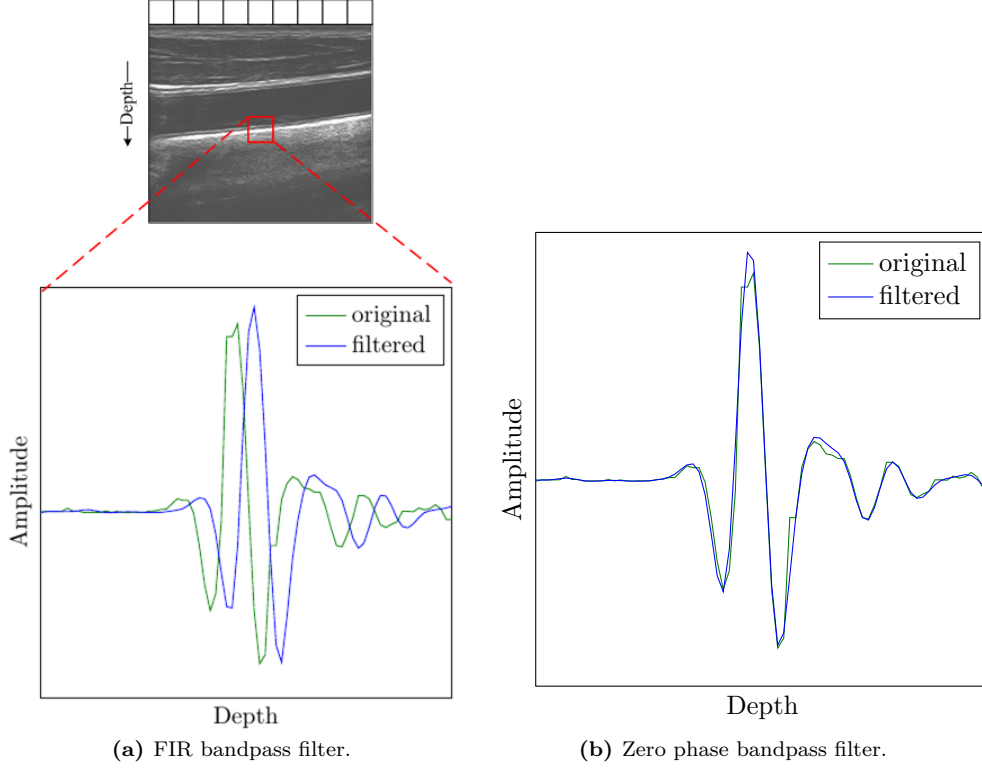 Depth
original
filtered
Amplitude
Depth
(a) FIR bandpass filter.
original
filtered
Amplitude
Depth
(b) Zero phase bandpass filter.